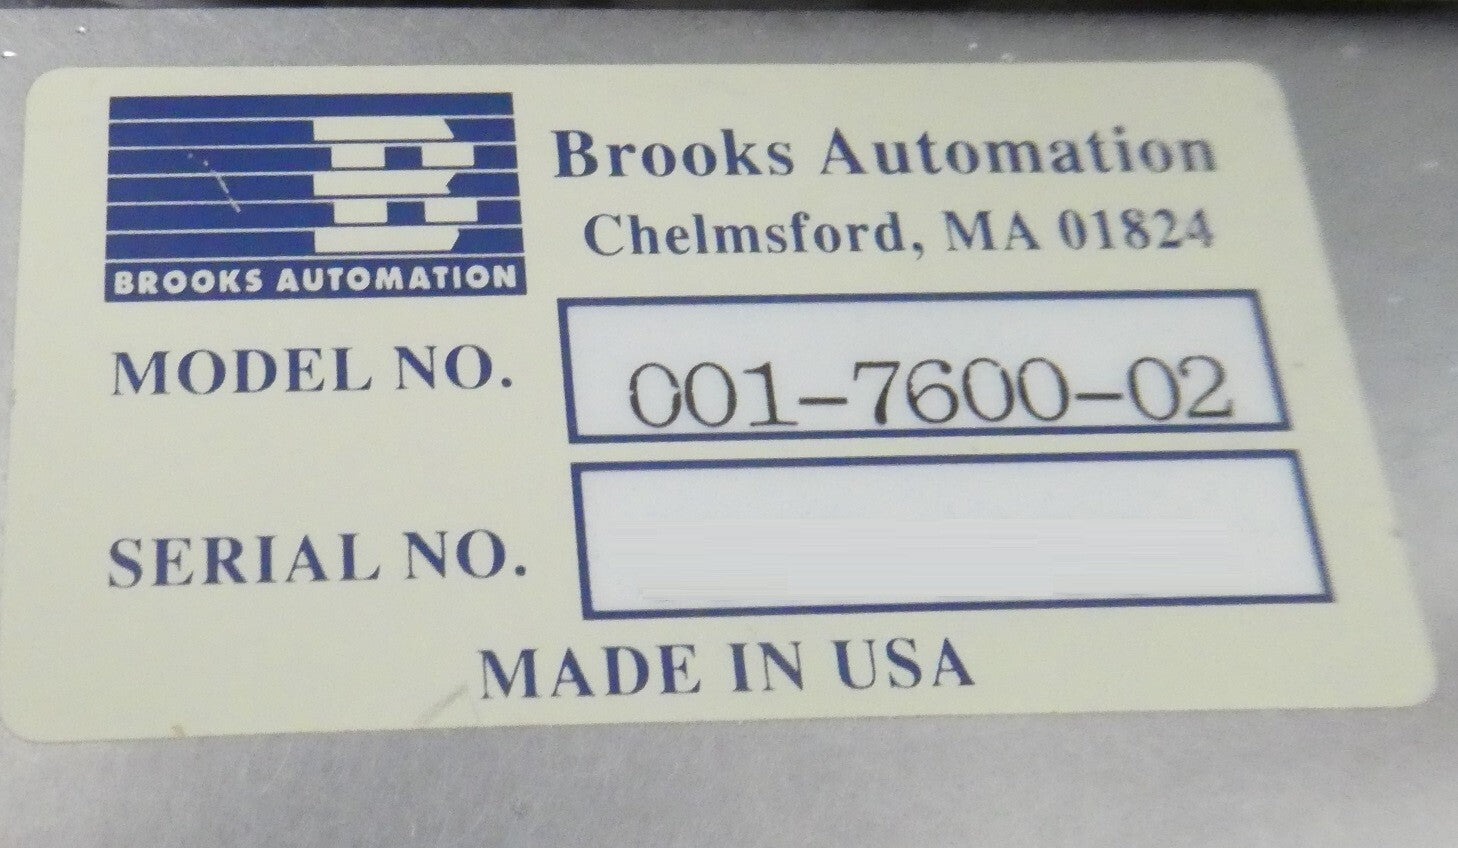 BROOKS AUTOMATION
Brooks Automation
Chelmsford, MA 01824
MODEL NO. 001-7600-02
SERIAL NO.
MADE IN USA